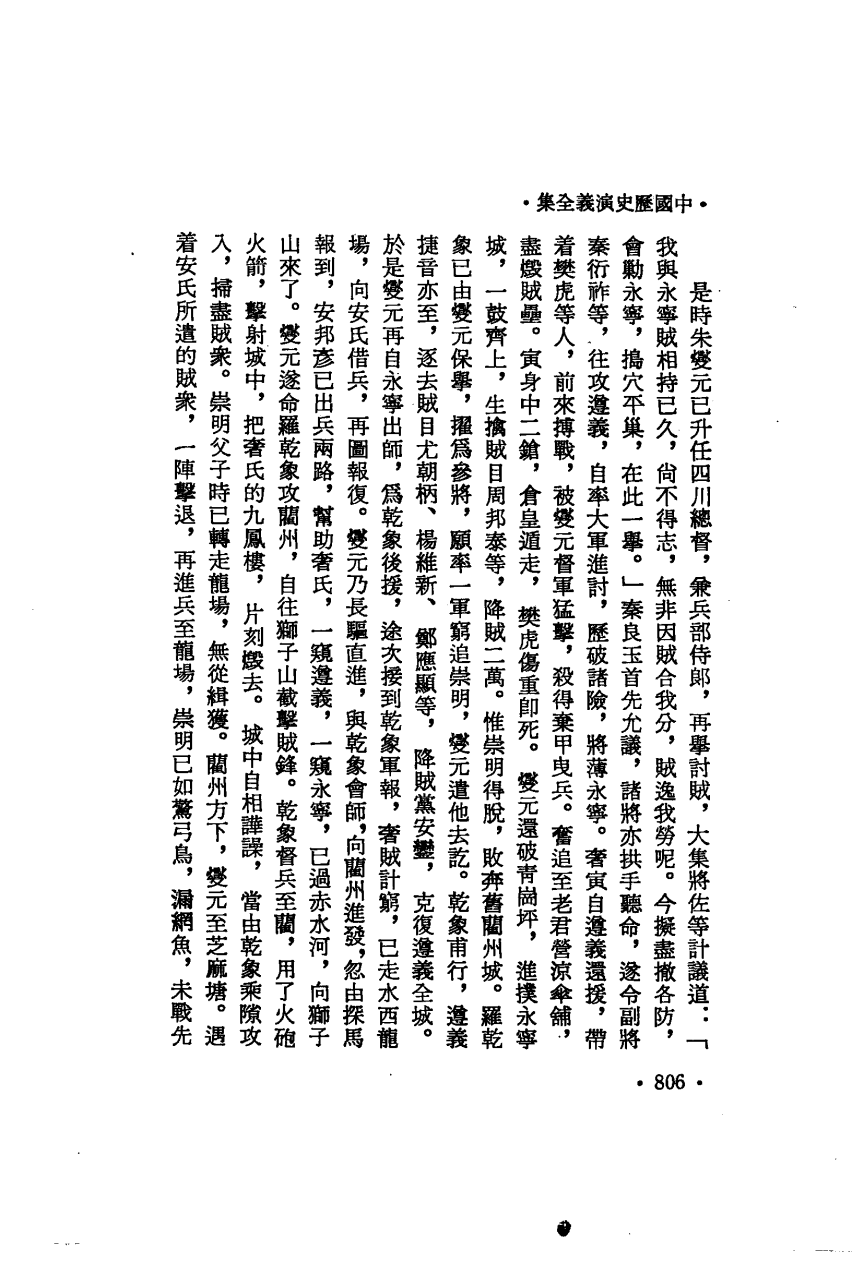 •中國歷史演義全集•
是時朱燮元已升任四川總督，兼兵部侍郎，再舉討賊，大集將佐等計議道：「
我與永寧賊相持已久，尙不得志，無非因賊合我分，賊逸我勞呢。今擬盡撤各防，
會勦永寧，搗穴平巢，在此一舉。」秦良玉首先允議，諸將亦拱手聽命，遂令副將
秦衍祚等，往攻遵義，自率大軍進討，歷破諸險，將薄永寧。奢寅自遵義還援，帶
着樊虎等人，前來搏戰，被燮元督軍猛擊，殺得棄甲曳兵。奮追至老君營涼傘舖，
盡燬賊壘。寅身中二鎗，倉皇遁走，樊虎傷重卽死。燮元還破青崗坪，進撲永寧
城，一鼓齊上，生擒賊目周邦泰等，降賊二萬。惟崇明得脫，敗奔舊藺州城。羅乾
象已由燮元保舉，擢爲參將，願率一軍窮追崇明，燮元遣他去訖。乾象甫行，遵義
捷音亦至，逐去賊目尤朝柄、楊維新、鄭應顯等，降賊黨安鑾，克復遵義全城。
於是燮元再自永寧出師，爲乾象後援，途次接到乾象軍報，奢賊計窮，已走水西龍
場，向安氏借兵，再圖報復。燮元乃長驅直進，與乾象會師，向藺州進發，忽由探馬
報到，安邦彥已出兵兩路，幫助奢氏，一窺遵義，一窺永寧，已過赤水河，向獅子
山來了。燮元遂命羅乾象攻藺州，自往獅子山截擊賊鋒。乾象督兵至藺，用了火砲
火箭，擊射城中，把奢氏的九鳳樓，片刻燬去。城中自相譁譟，當由乾象乘隙攻
入，掃盡賊衆。崇明父子時已轉走龍場，無從緝獲。藺州方下，燮元至芝麻塘。遇
着安氏所遣的賊衆，一陣擊退，再進兵至龍場，崇明已如驚弓鳥，漏網魚，未戰先
•806•